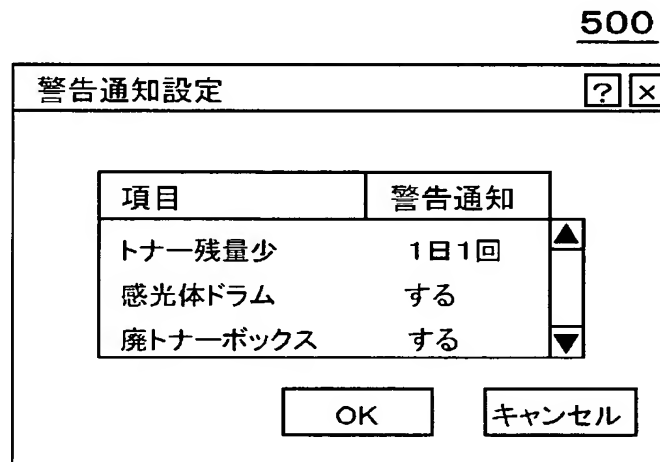 500
警告通知設定 ? ×
項目 警告通知
トナー残量少 1日1回
感光体ドラム する
廃トナーボックス する
OK キャンセル